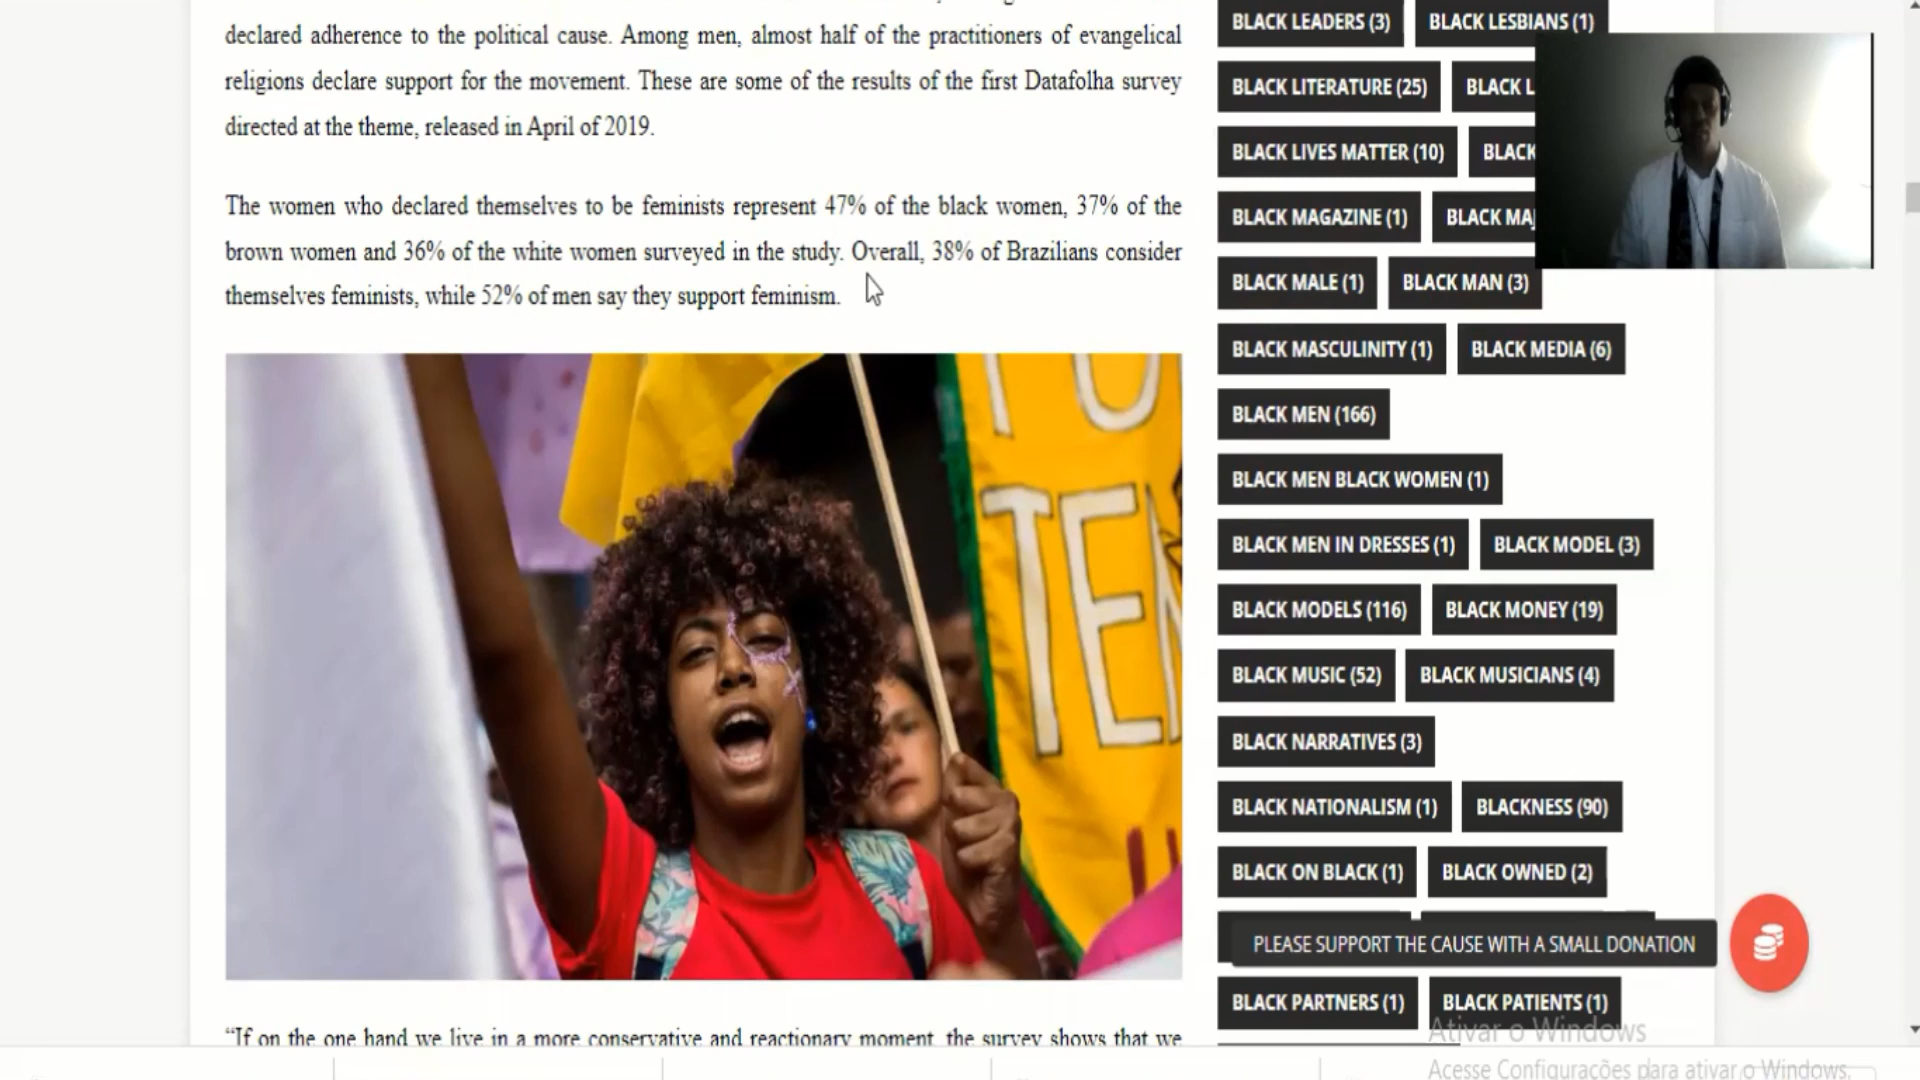 declared adherence to the political cause. Among men, almost half of the practitioners of evangelical
religions declare support for the movement. These are some of the results of the first Datafolha survey
directed at the theme, released in April of 2019.
The women who declared themselves to be feminists represent 47% of the black women, 37% of the
brown women and 36% of the white women surveyed in the study. Overall, 38% of Brazilians consider
themselves feminists, while 52% of men say they support feminism.
TEN
“If on the one hand we live in a more conservative and reactionary moment, the survey shows that we
BLACK LEADERS (3) BLACK LESBIANS (1)
BLACK LITERATURE (25) BLACK L
BLACK LIVES MATTER (10) BLACK
BLACK MAGAZINE (1) BLACK MA
BLACK MALE (1) BLACK MAN (3)
BLACK MASCULINITY (1) BLACK MEDIA (6)
BLACK MEN (166)
BLACK MEN BLACK WOMEN (1)
BLACK MEN IN DRESSES (1) BLACK MODEL (3)
BLACK MODELS (116) BLACK MONEY (19)
BLACK MUSIC (52) BLACK MUSICIANS (4)
BLACK NARRATIVES (3)
BLACK NATIONALISM (1) BLACKNESS (90)
BLACK ON BLACK (1) BLACK OWNED (2)
PLEASE SUPPORT THE CAUSE WITH A SMALL DONATION
BLACK PARTNERS (1) BLACK PATIENTS (1)
Ativar o Windows
Acesse Configurações para ativar o Windows.